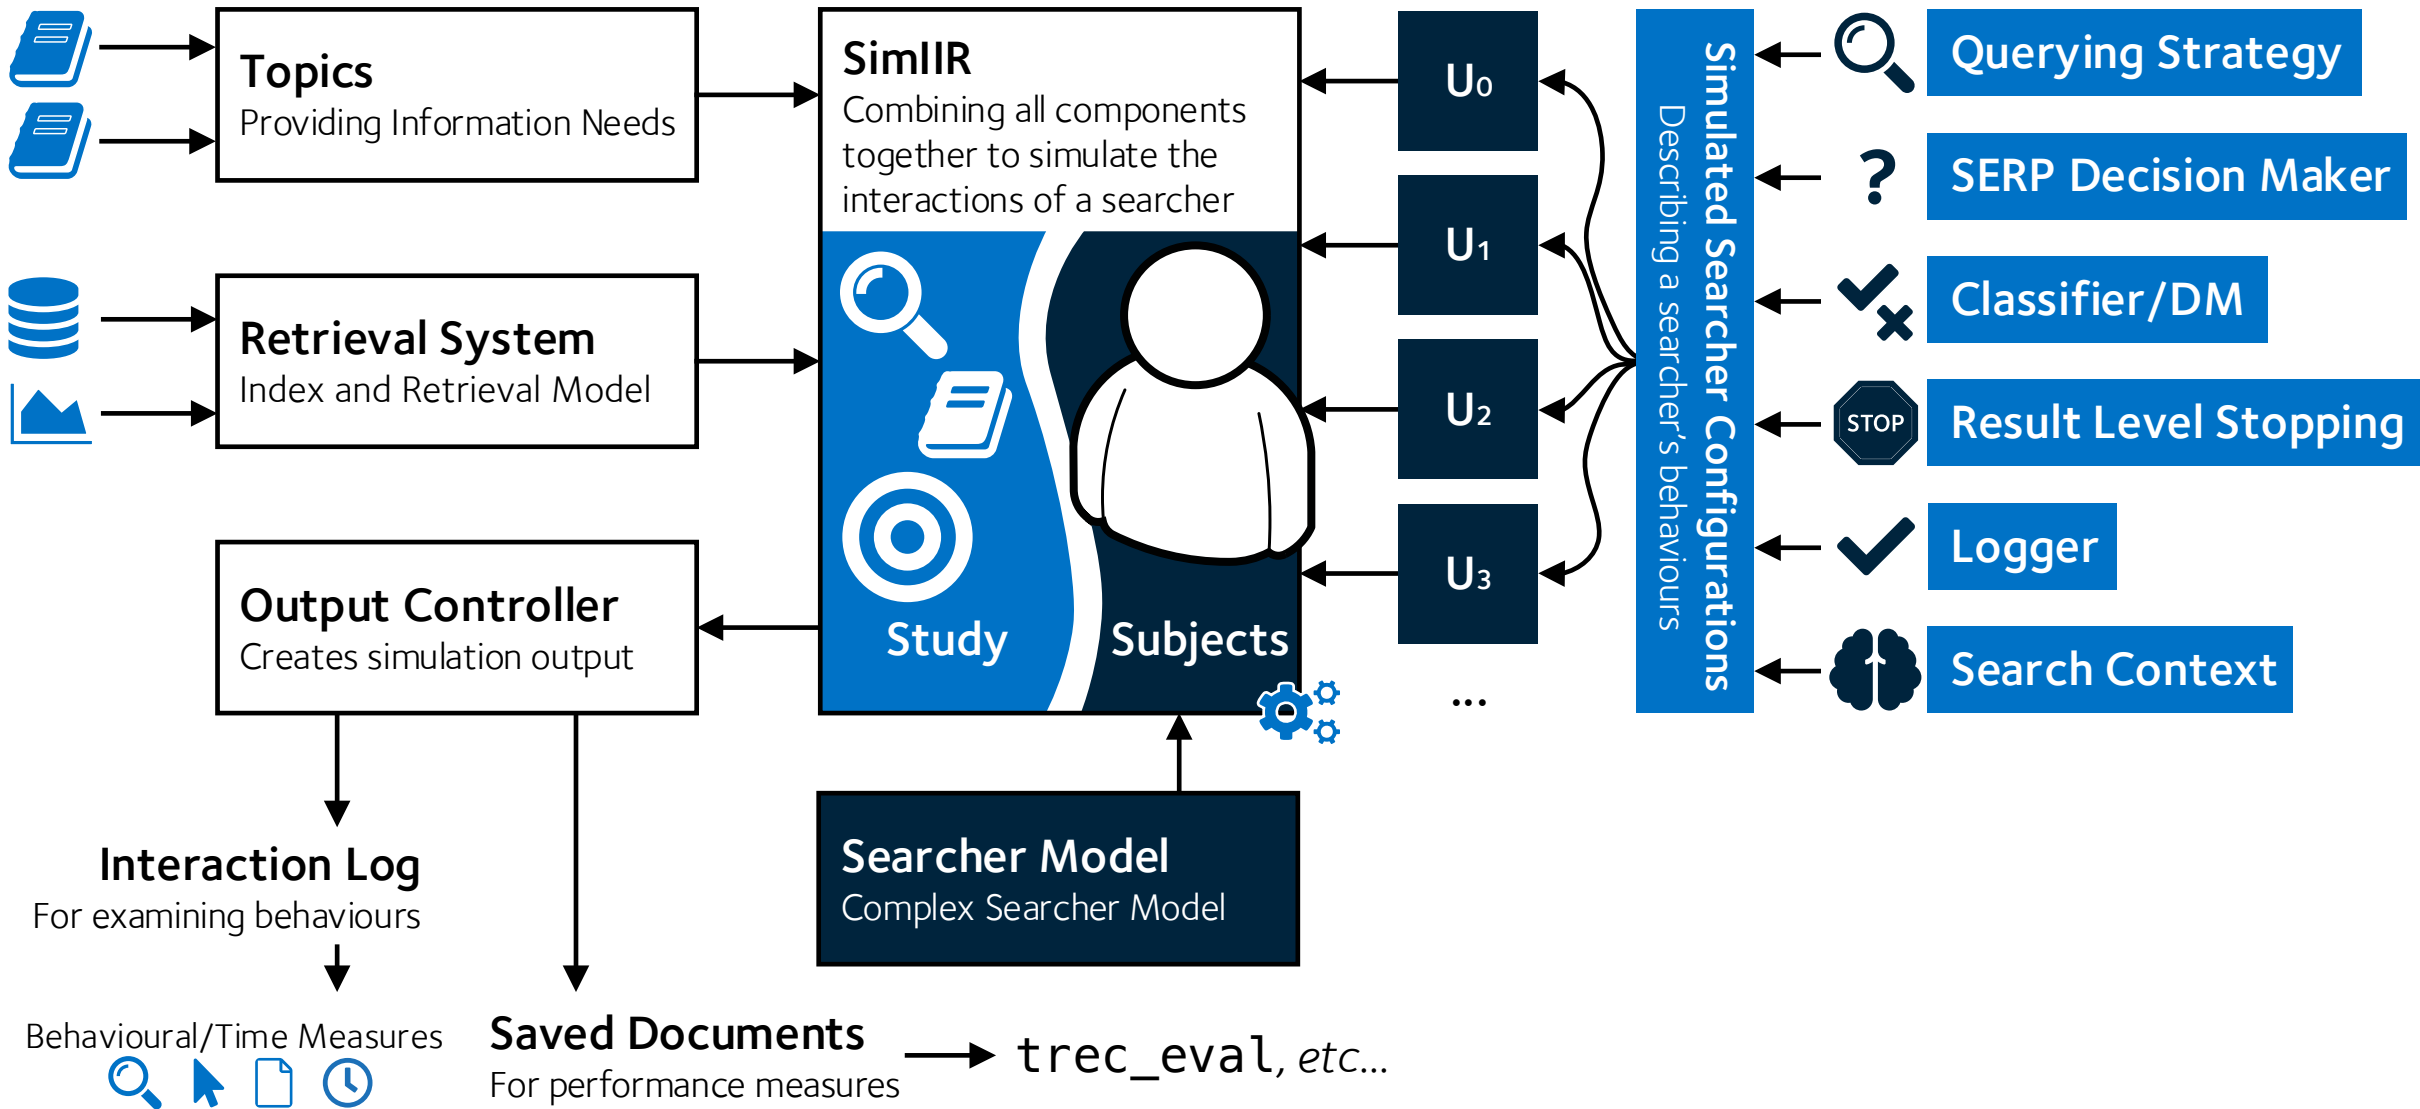 Topics
Providing Information Needs
Retrieval System
Index and Retrieval Model
Output Controller
Creates simulation output
Interaction Log
For examining behaviours
Behavioural/Time Measures
Saved Documents
For performance measures
trec_eval, etc...
SimIIR
Combining all components
together to simulate the
interactions of a searcher
Study
Subjects
Searcher Model
Complex Searcher Model
U0
U1
U2
U3
...
Simulated Searcher Configurations
Describing a searcher's behaviours
Querying Strategy
?
SERP Decision Maker
Classifier/DM
STOP
Result Level Stopping
Logger
Search Context